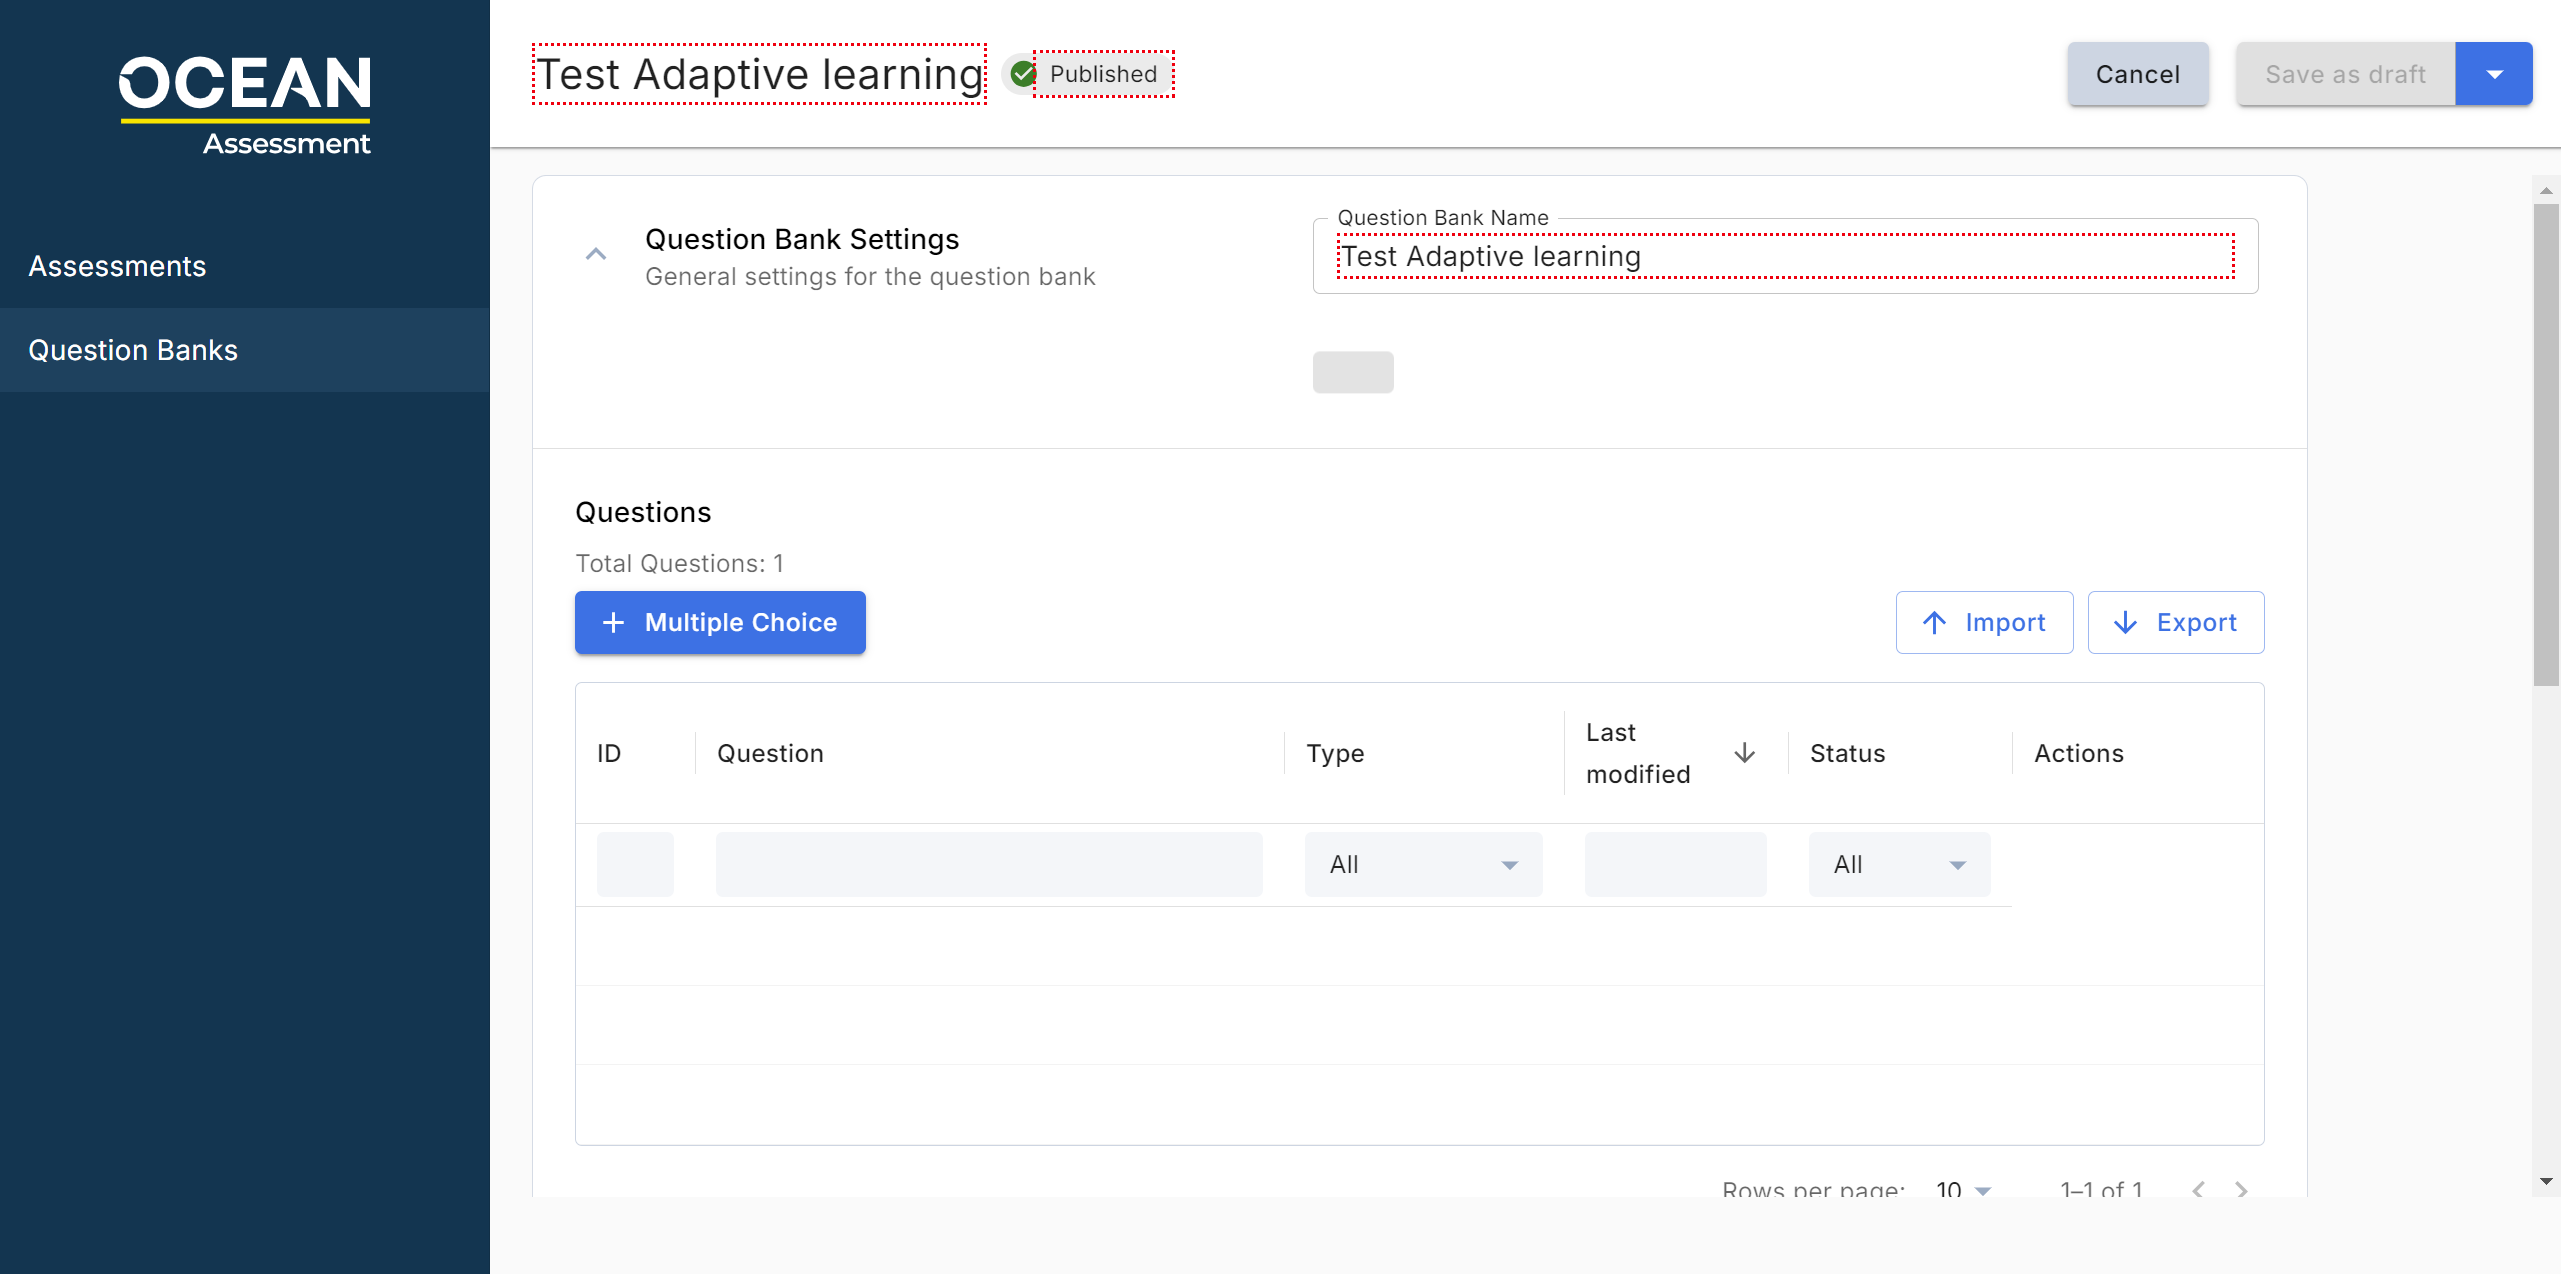 OCEAN
Assessment
Assessments
Question Banks
Test Adaptive learning
Published
Cancel
Save as draft
Question Bank Settings
General settings for the question bank
Question Bank Name
Test Adaptive learning
Questions
Total Questions: 1
Multiple Choice
Import
Export
ID
Question
Type
Last
modified
Status
Actions
All
All
Rows per page:
10
1–1 of 1